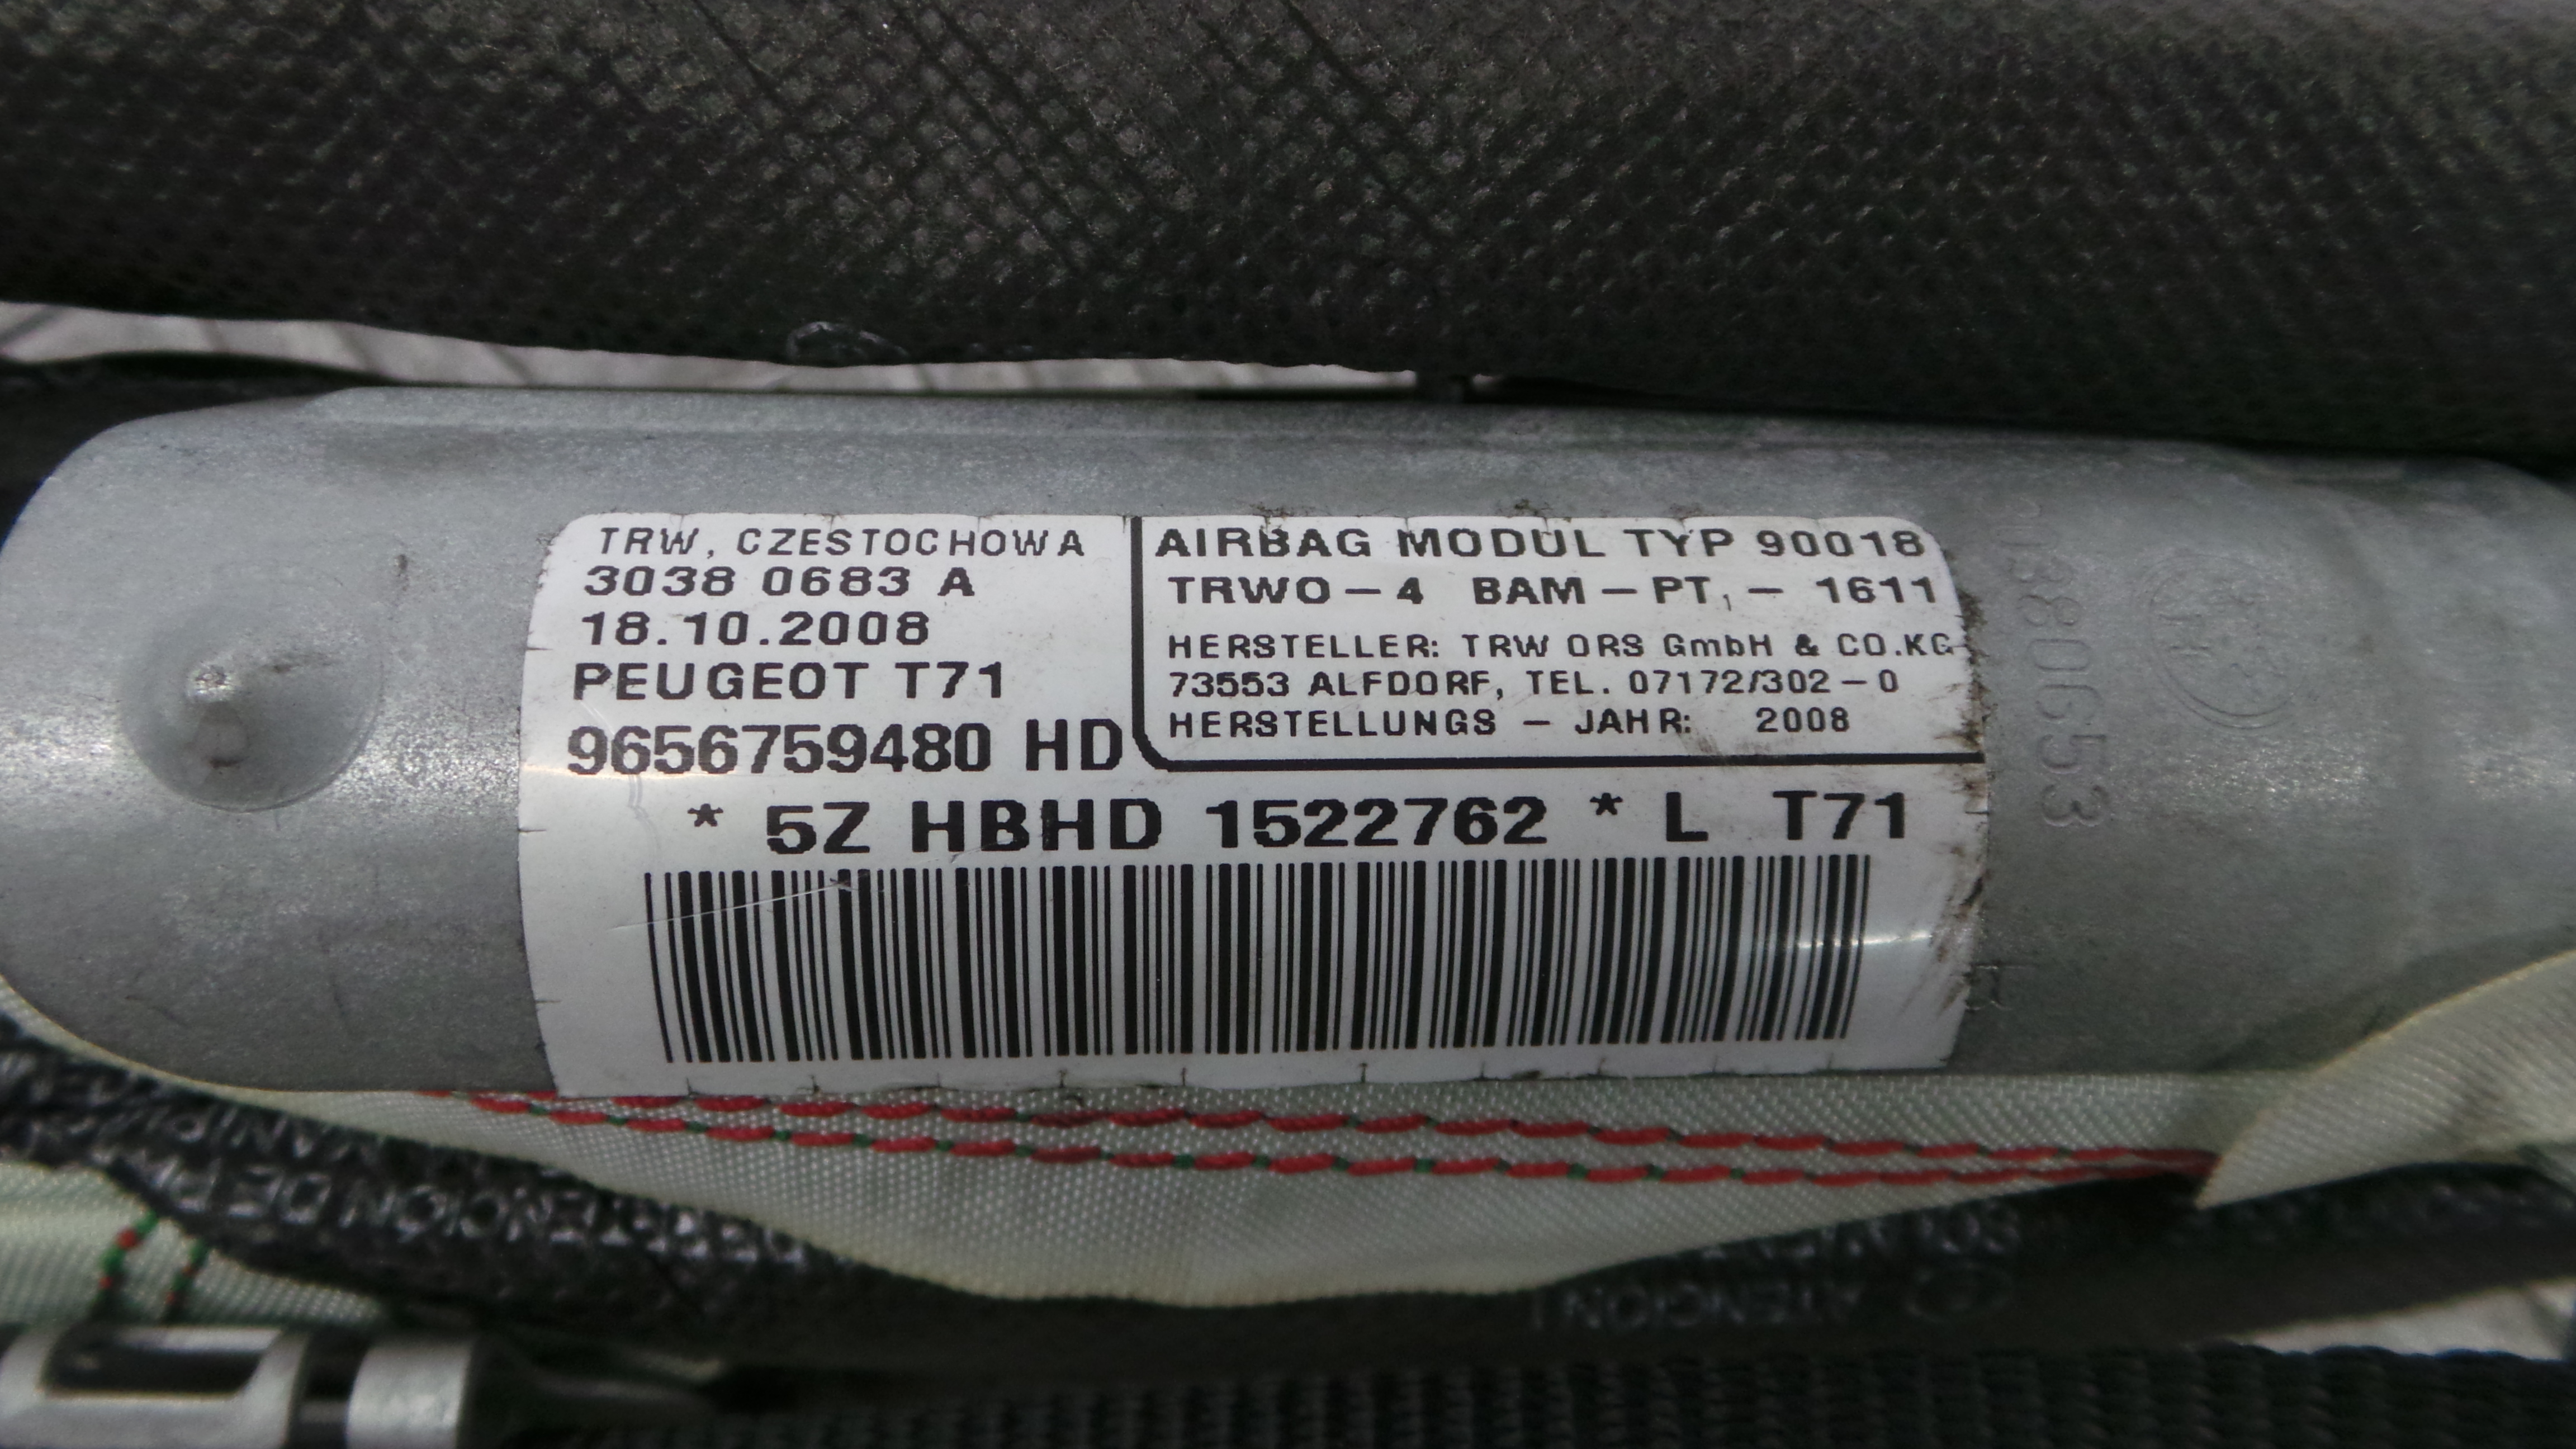 TRW, CZESTOCHOWA
3038 0683 A
18.10.2008
PEUGEOT T71
9656759480 HD
AIRBAG MODUL TYP 90018
TRWO – 4 BAM – PT, – 1611
HERSTELLER: TRW ORS GmbH & CO.KG
73553 ALFDORF, TEL. 07172/302 – 0
HERSTELLUNGS – JAHR: 2008
* 5Z HBHD 1522762 * L T71
ATENCION